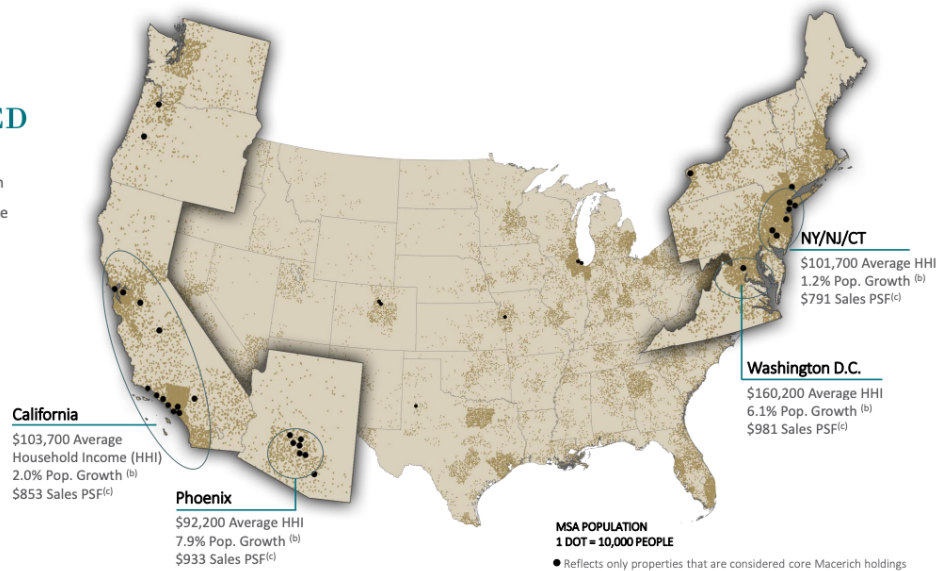 ED
n
e
NY/NJ/CT
$101,700 Average HHI
1.2% Pop. Growth (b)
$791 Sales PSF(c)
Washington D.C.
$160,200 Average HHI
6.1% Pop. Growth (b)
$981 Sales PSF(c)
California
$103,700 Average
Household Income (HHI)
2.0% Pop. Growth (b)
$853 Sales PSF(c)
Phoenix
$92,200 Average HHI
7.9% Pop. Growth (b)
$933 Sales PSF(c)
MSA POPULATION
1 DOT = 10,000 PEOPLE
● Reflects only properties that are considered core Macerich holdings